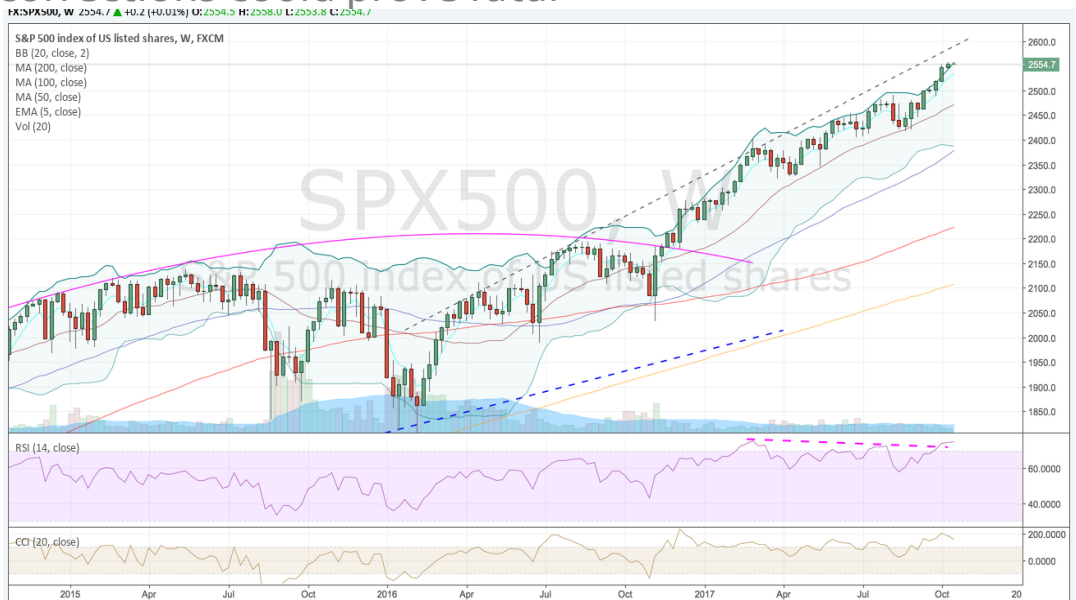 corrections could prove fatal
FX:SPX500, W 2554.7 ▲ +0.2 (+0.01%) O:2554.5 H:2558.0 L:2553.8 C:2554.7
S&P 500 index of US listed shares, W, FXCM
BB (20, close, 2)
MA (200, close)
MA (100, close)
MA (50, close)
EMA (5, close)
Vol (20)
SPX500, W
S&P 500 index of US listed shares
2600.0
2554.7
2500.0
2450.0
2400.0
2350.0
2300.0
2250.0
2200.0
2150.0
2100.0
2050.0
2000.0
1950.0
1900.0
1850.0
RSI (14, close)
60.0000
40.0000
CCI (20, close)
200.0000
0.0000
2015 Apr Jul Oct 2016 Apr Jul Oct 2017 Apr Jul Oct 20